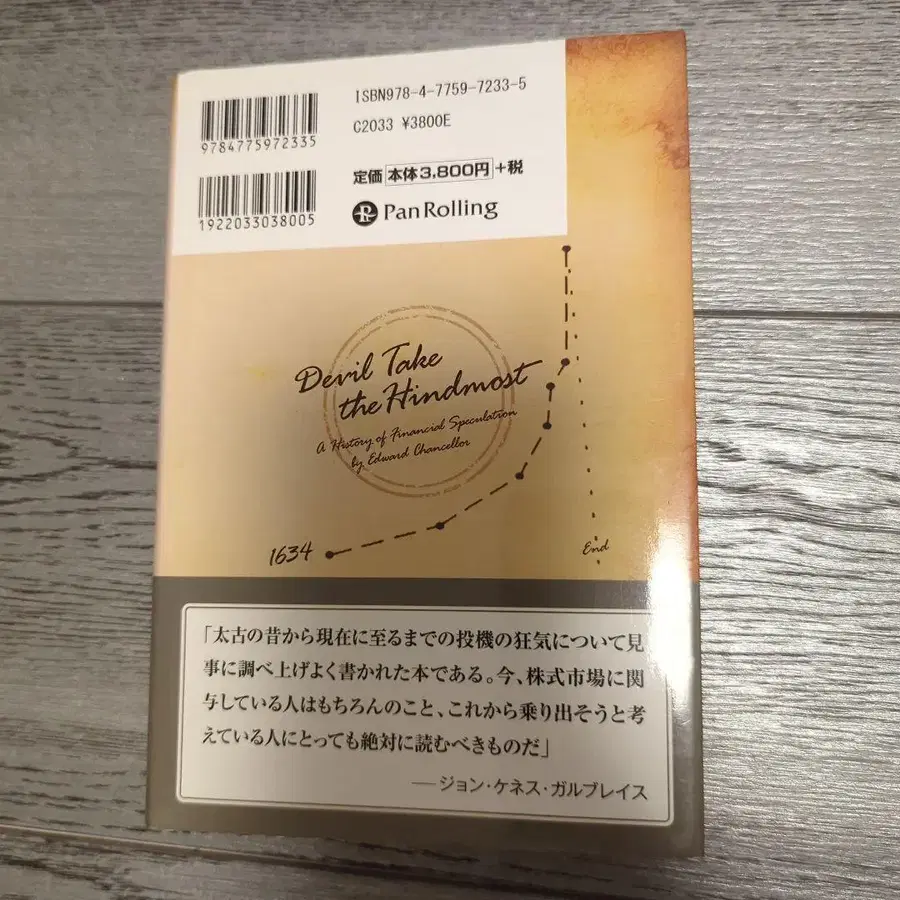 ISBN978-4-7759-7233-5
C2033 ¥3800E
9784775972335
定価 本体3,800円 +税
1922033038005
PanRolling
Devil Take
the Hindmost
A History of Financial Speculation
by Edward Chancellor
1634
End
「太古の昔から現在に至るまでの投機の狂気について見
事に調べ上げよく書かれた本である。今、株式市場に関
与している人はもちろんのこと、これから乗り出そうと考
えている人にとっても絶対に読むべきものだ」
──ジョン・ケネス・ガルブレイス